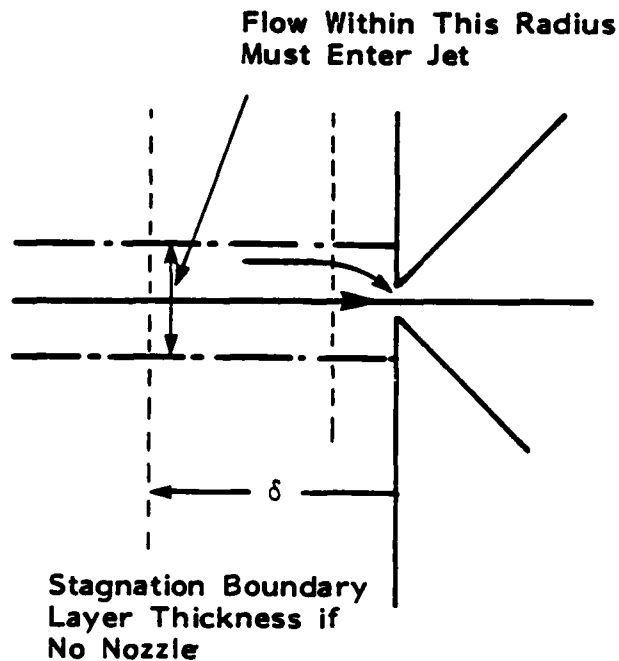 Flow Within This Radius
Must Enter Jet
δ
Stagnation Boundary
Layer Thickness if
No Nozzle